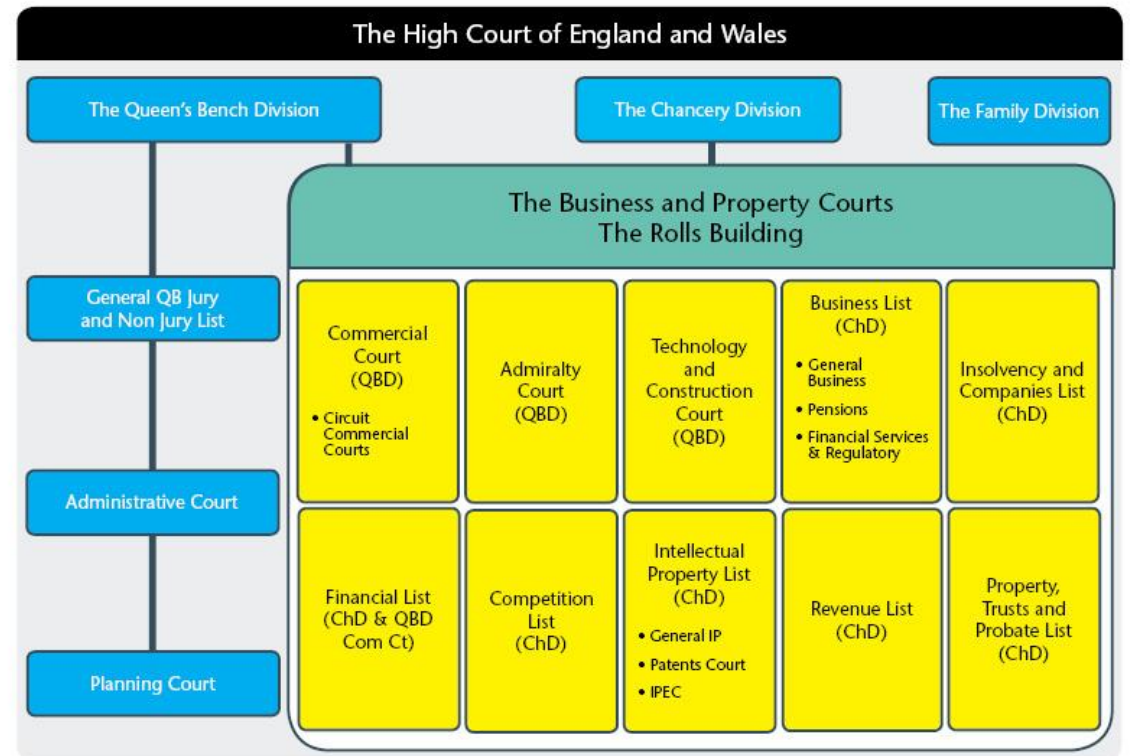 The High Court of England and Wales
The Queen's Bench Division
The Chancery Division
The Family Division
The Business and Property Courts
The Rolls Building
General QB Jury
and Non Jury List
Administrative Court
Planning Court
Commercial
Court
(QBD)
• Circuit
Commercial
Courts
Admiralty
Court
(QBD)
Technology
and
Construction
Court
(QBD)
Business List
(ChD)
• General
Business
• Pensions
• Financial Services
& Regulatory
Insolvency and
Companies List
(ChD)
Financial List
(ChD & QBD
Com Ct)
Competition
List
(ChD)
Intellectual
Property List
(ChD)
• General IP
• Patents Court
• IPEC
Revenue List
(ChD)
Property,
Trusts and
Probate List
(ChD)